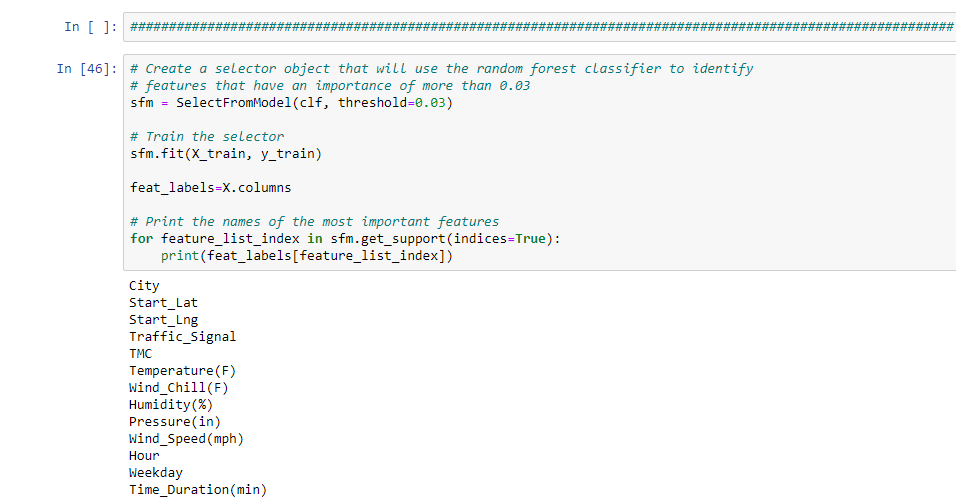 In [ ]: ##########################################################################################################
In [46]: # Create a selector object that will use the random forest classifier to identify
# features that have an importance of more than 0.03
sfm = SelectFromModel(clf, threshold=0.03)
# Train the selector
sfm.fit(X_train, y_train)
feat_labels=X.columns
# Print the names of the most important features
for feature_list_index in sfm.get_support(indices=True):
    print(feat_labels[feature_list_index])
City
Start_Lat
Start_Lng
Traffic_Signal
TMC
Temperature(F)
Wind_Chill(F)
Humidity(%)
Pressure(in)
Wind_Speed(mph)
Hour
Weekday
Time_Duration(min)